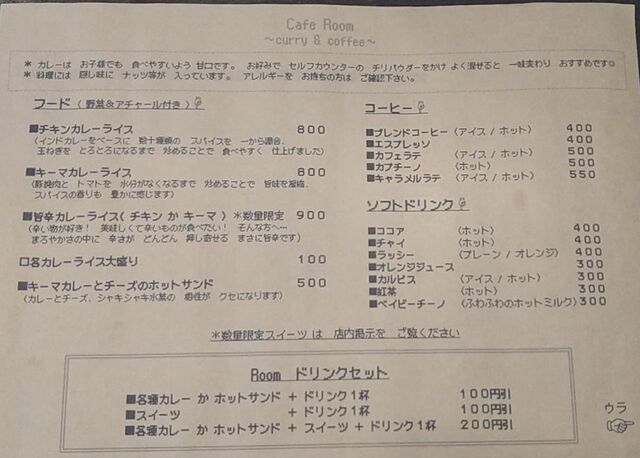 Cafe Room
～curry & coffee～
* カレーは お子様でも 食べやすいよう 甘口です。 お好みで セルフカウンターの チリパウダーをかけ よく混ぜると 一味変わり おすすめです☺
* 料理には 隠し味に ナッツ等が 入っています。 アレルギーを お持ちの方は ご確認下さい。
フード（野菜&アチャール付き）
■チキンカレーライス 800
（インドカレーをベースに 数十種類の スパイスを 一から調合、
玉ねぎを とろとろになるまで 炒めることで 食べやすく 仕上げました）
■キーマカレーライス 800
（豚挽肉と トマトを 水分がなくなるまで 炒めることで 旨味を凝縮、
スパイスの香りも 豊かに感じます）
■旨辛カレーライス（ チキン か キーマ ） *数量限定 900
（辛い物が好き！ 美味しくて辛いものが食べたい！ そんな方へ…
まろやかさの中に 辛さが どんどん 押し寄せる まさに旨辛です）
□各カレーライス大盛り 100
■キーマカレーとチーズのホットサンド 500
（カレーとチーズ、シャキシャキ水菜の 相性が クセになります）
コーヒー
■ブレンドコーヒー（アイス / ホット） 400
■エスプレッソ 400
■カフェラテ （アイス / ホット） 500
■カプチーノ （ホット） 500
■キャラメルラテ （アイス / ホット） 550
ソフトドリンク
■ココア （ホット） 400
■チャイ （ホット） 400
■ラッシー （プレーン / オレンジ） 400
■オレンジジュース 300
■カルピス （アイス / ホット） 300
■紅茶 （ホット） 300
■ベイビーチーノ （ふわふわのホットミルク） 300
*数量限定スイーツ は 店内掲示を ご覧ください
Room ドリンクセット
■各種カレー か ホットサンド + ドリンク1杯 100円引
■スイーツ + ドリンク1杯 100円引
■各種カレー か ホットサンド + スイーツ + ドリンク1杯 200円引
ウラ